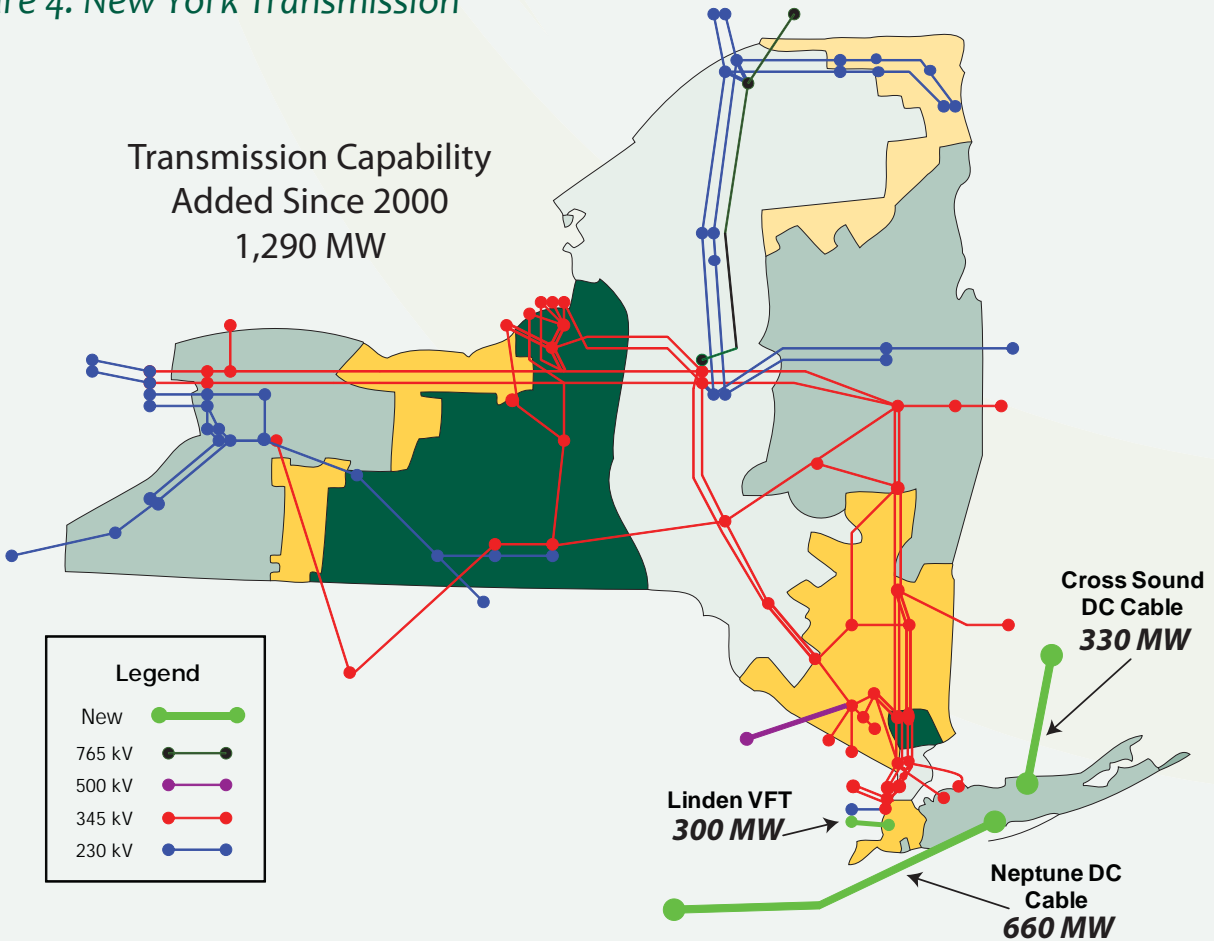 re 4: New York Transmission
Transmission Capability
Added Since 2000
1,290 MW
Cross Sound
DC Cable
330 MW
Legend
New
765 kV
500 kV
345 kV
230 kV
Linden VFT
300 MW
Neptune DC
Cable
660 MW